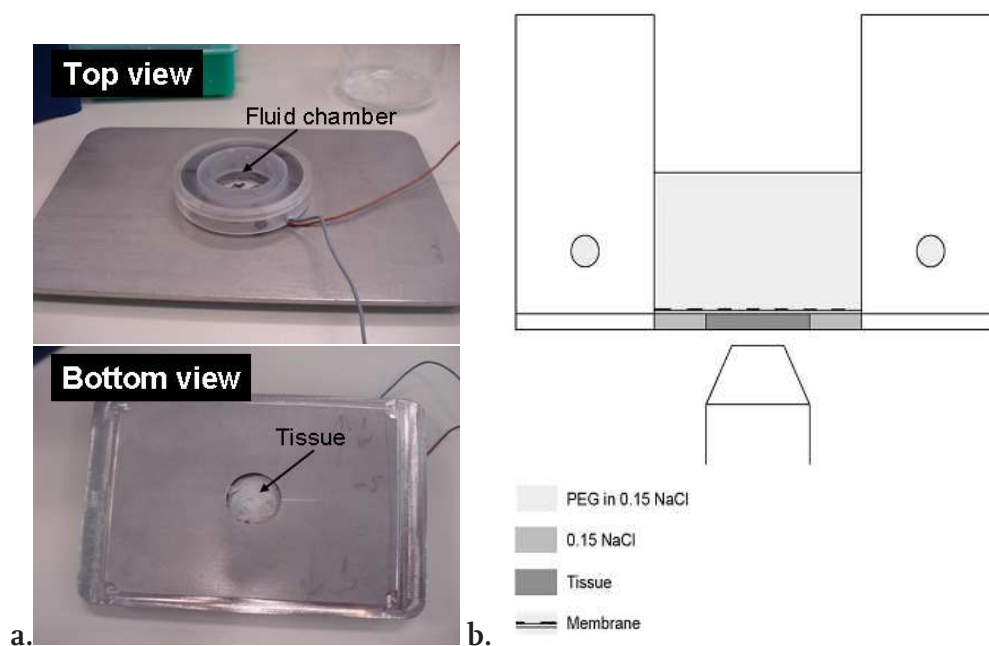 Top view
Fluid chamber
Bottom view
Tissue
a.
b.
PEG in 0.15 NaCl
0.15 NaCl
Tissue
Membrane